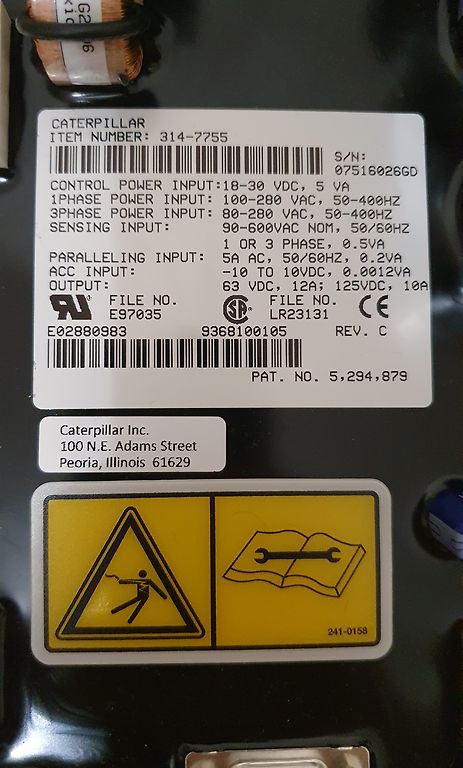 CATERPILLAR
ITEM NUMBER: 314-7755
S/N:
07516026GD
CONTROL POWER INPUT: 18-30 VDC, 5 VA
1PHASE POWER INPUT: 100-280 VAC, 50-400HZ
3PHASE POWER INPUT: 80-280 VAC, 50-400HZ
SENSING INPUT: 90-600VAC NOM, 50/60HZ
1 OR 3 PHASE, 0.5VA
PARALLELING INPUT: 5A AC, 50/60HZ, 0.2VA
ACC INPUT: -10 TO 10VDC, 0.0012VA
OUTPUT: 63 VDC, 12A; 125VDC, 10A
FILE NO. FILE NO. CE
E97035 LR23131
E02880983 9368100105 REV. C
PAT. NO. 5,294,879
Caterpillar Inc.
100 N.E. Adams Street
Peoria, Illinois 61629
241-0158